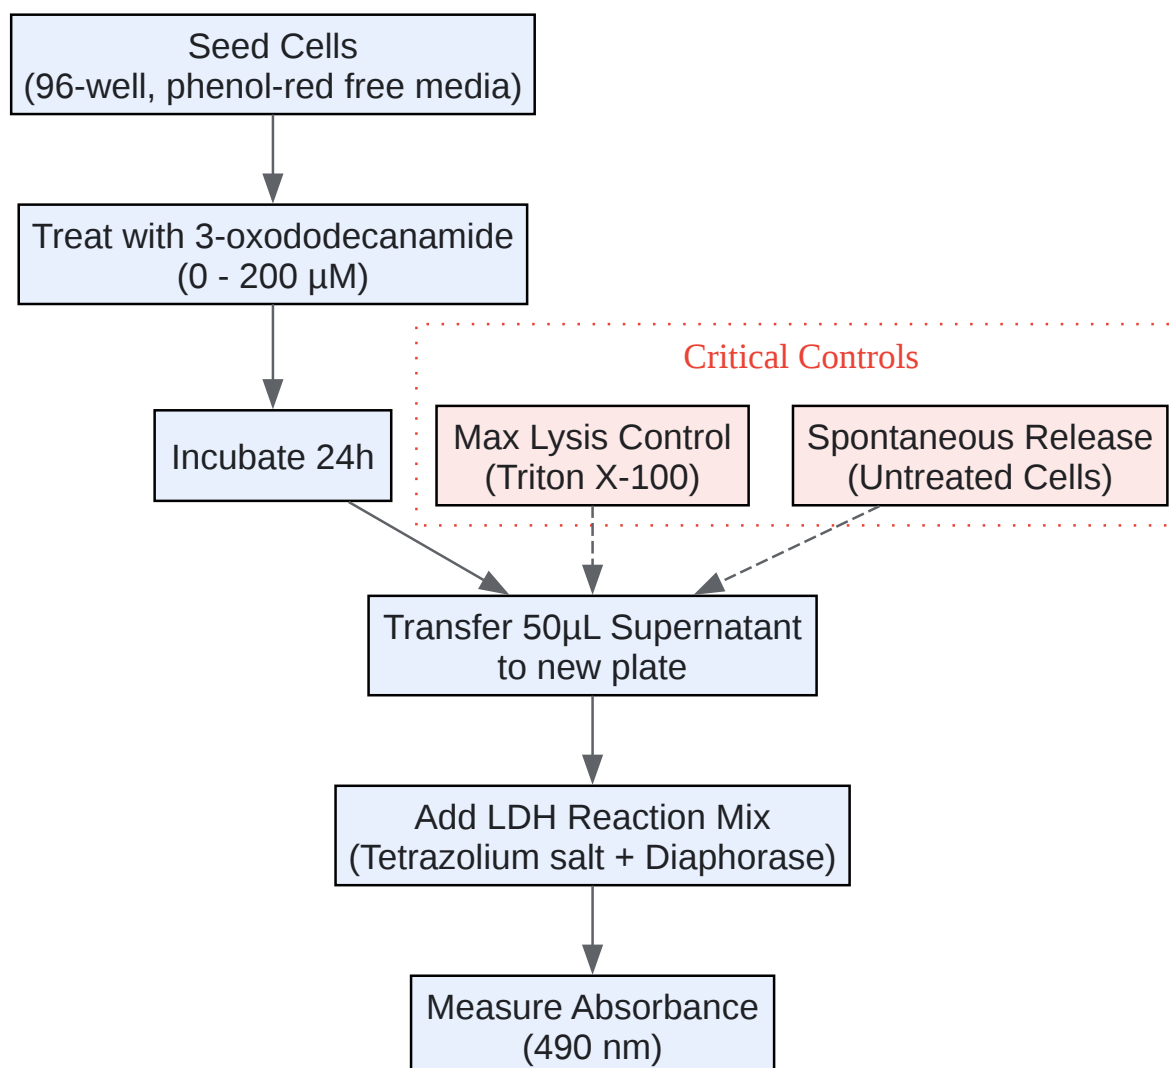 Seed Cells
(96-well, phenol-red free media)
Treat with 3-oxododecanamide
(0 - 200 µM)
Critical Controls
Incubate 24h
Max Lysis Control
(Triton X-100)
Spontaneous Release
(Untreated Cells)
Transfer 50µL Supernatant
to new plate
Add LDH Reaction Mix
(Tetrazolium salt + Diaphorase)
Measure Absorbance
(490 nm)